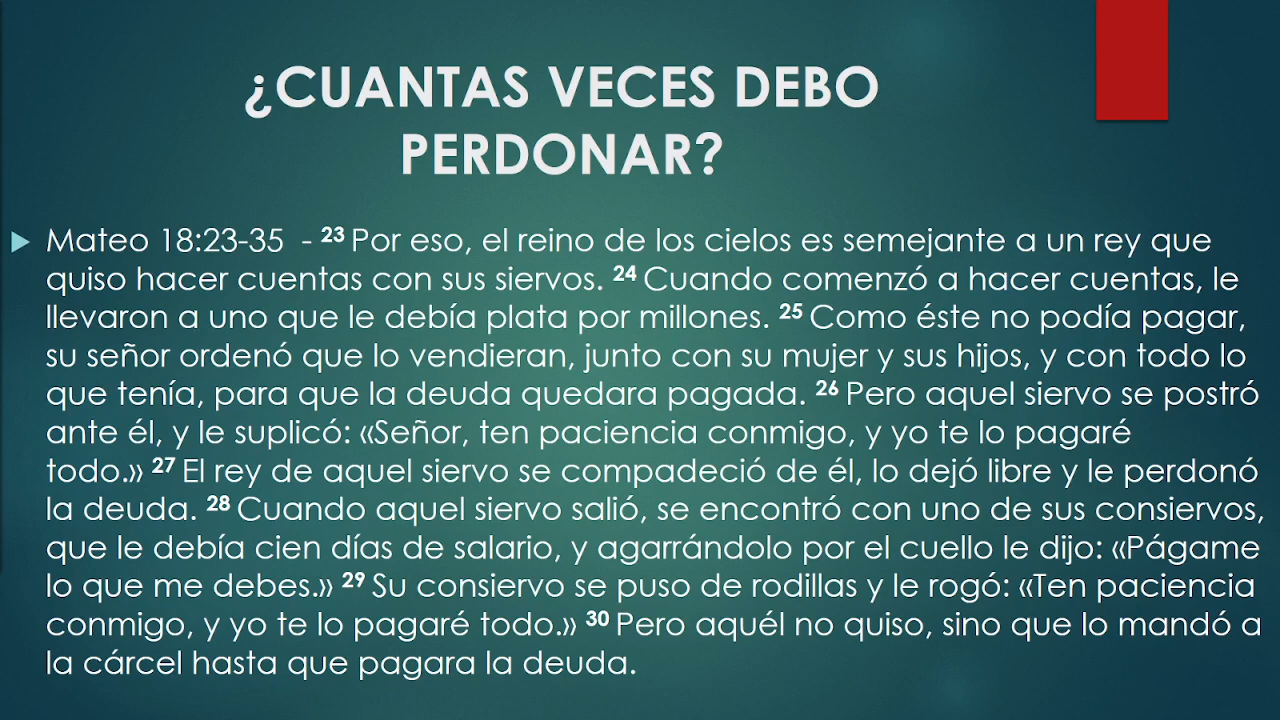 ¿CUANTAS VECES DEBO
PERDONAR?
Mateo 18:23-35 - 23 Por eso, el reino de los cielos es semejante a un rey que
quiso hacer cuentas con sus siervos. 24 Cuando comenzó a hacer cuentas, le
llevaron a uno que le debía plata por millones. 25 Como éste no podía pagar,
su señor ordenó que lo vendieran, junto con su mujer y sus hijos, y con todo lo
que tenía, para que la deuda quedara pagada. 26 Pero aquel siervo se postró
ante él, y le suplicó: «Señor, ten paciencia conmigo, y yo te lo pagaré
todo.» 27 El rey de aquel siervo se compadeció de él, lo dejó libre y le perdonó
la deuda. 28 Cuando aquel siervo salió, se encontró con uno de sus consiervos,
que le debía cien días de salario, y agarrándolo por el cuello le dijo: «Págame
lo que me debes.» 29 Su consiervo se puso de rodillas y le rogó: «Ten paciencia
conmigo, y yo te lo pagaré todo.» 30 Pero aquél no quiso, sino que lo mandó a
la cárcel hasta que pagara la deuda.